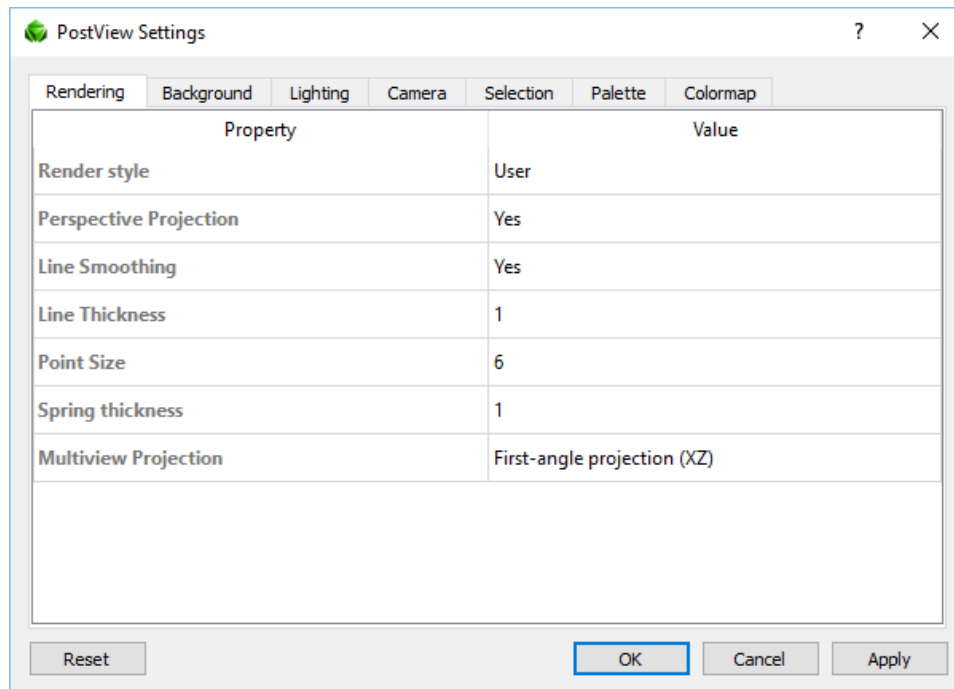 PostView Settings ? ×
Rendering Background Lighting Camera Selection Palette Colormap
Property Value
Render style User
Perspective Projection Yes
Line Smoothing Yes
Line Thickness 1
Point Size 6
Spring thickness 1
Multiview Projection First-angle projection (XZ)
Reset OK Cancel Apply